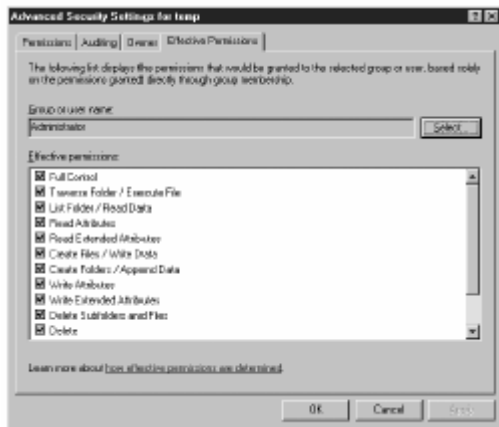 Advanced Security Settings for temp
Permissions Auditing Owner Effective Permissions
The following list displays the permissions that would be granted to the selected group or user, based solely
on the permissions granted directly through group membership.
Group or user name:
Administrator
Select...
Effective permissions:
Full Control
Traverse Folder / Execute File
List Folder / Read Data
Read Attributes
Read Extended Attributes
Create Files / Write Data
Create Folders / Append Data
Write Attributes
Write Extended Attributes
Delete Subfolders and Files
Delete
Learn more about how effective permissions are determined.
OK Cancel Apply